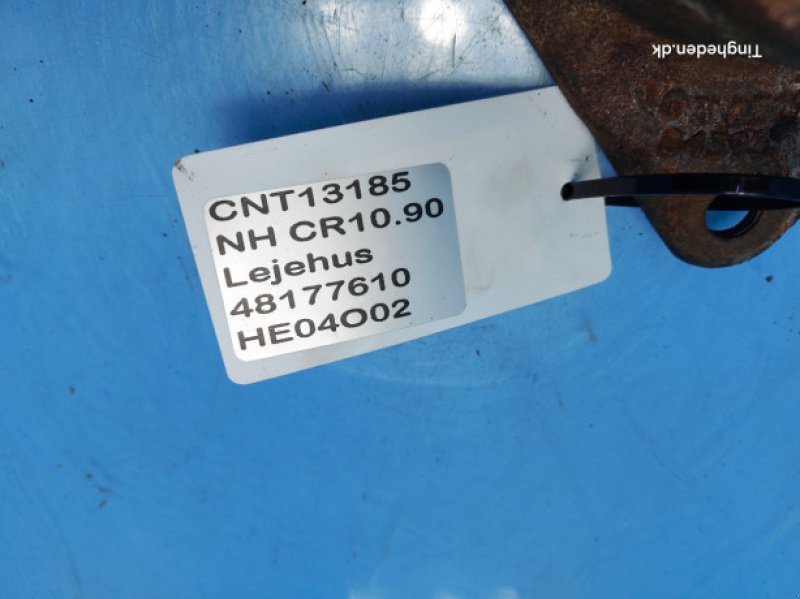 CNT13185
NH CR10.90
Lejehus
48177610
HE04O02
Tingheden.dk